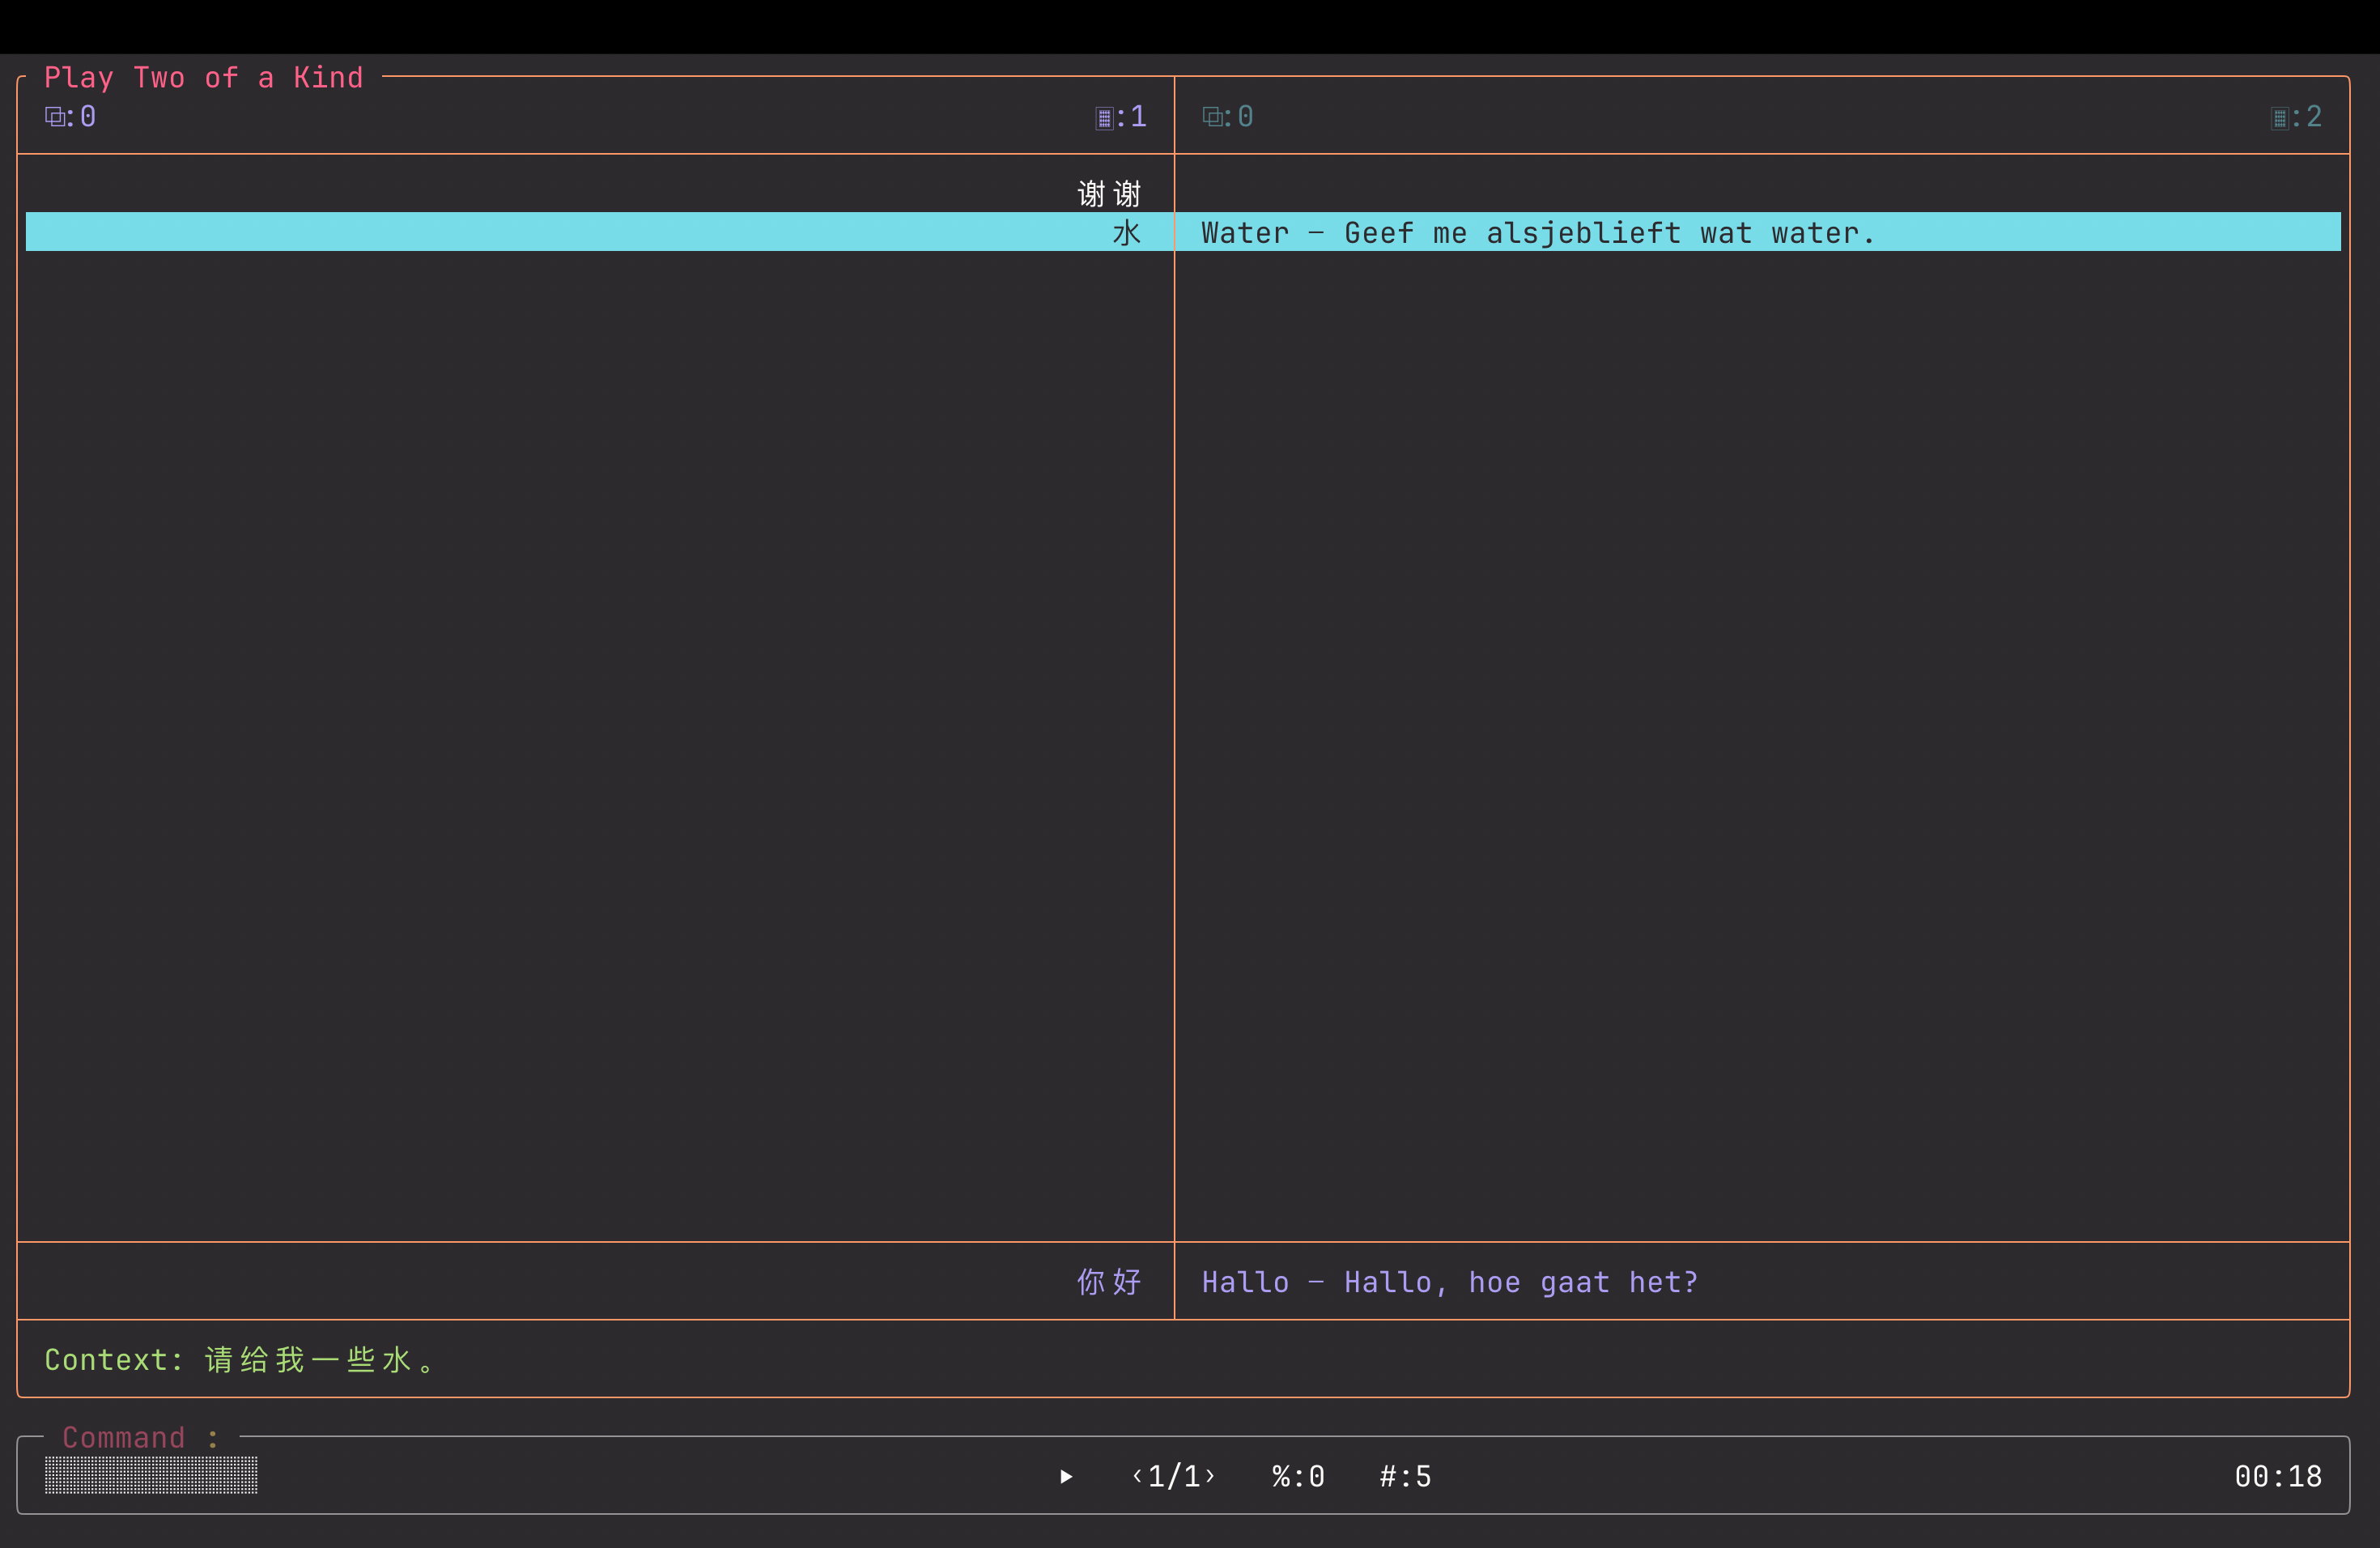 Play Two of a Kind
⧉:0 ▒:1 ⧉:0 ▒:2
谢谢
水 Water — Geef me alsjeblieft wat water.
你好 Hallo — Hallo, hoe gaat het?
Context: 请给我一些水。
Command :
▶ ‹1/1› %:0 #:5 00:18